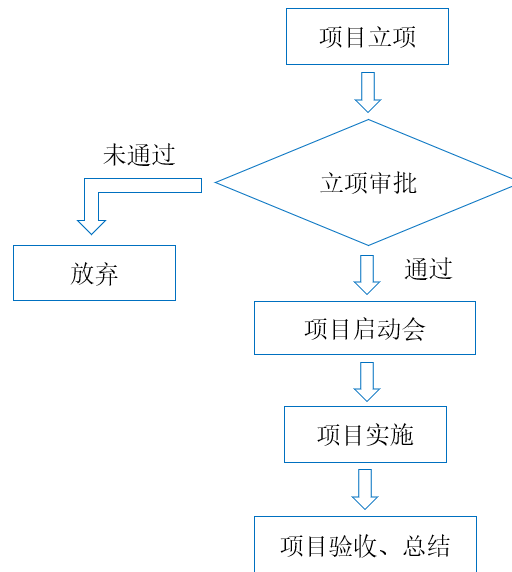 项目立项
立项审批
未通过
放弃
通过
项目启动会
项目实施
项目验收、总结